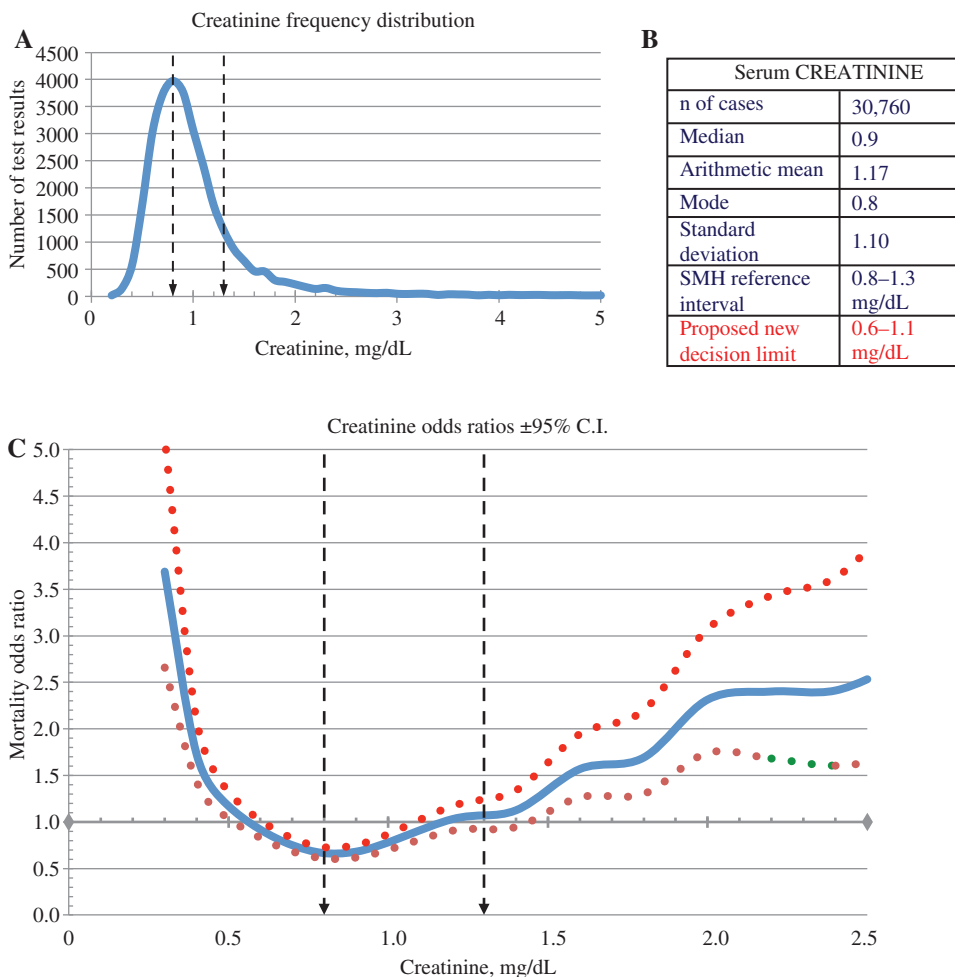 Creatinine frequency distribution
A
4500
4000
3500
3000
2500
2000
1500
1000
500
0
Number of test results
0 1 2 3 4 5
Creatinine, mg/dL
B
Serum CREATININE
n of cases 30,760
Median 0.9
Arithmetic mean 1.17
Mode 0.8
Standard
deviation 1.10
SMH reference 0.8–1.3
interval mg/dL
Proposed new 0.6–1.1
decision limit mg/dL
Creatinine odds ratios ±95% C.I.
C
5.0
4.5
4.0
3.5
3.0
2.5
2.0
1.5
1.0
0.5
0.0
Mortality odds ratio
0 0.5 1.0 1.5 2.0 2.5
Creatinine, mg/dL